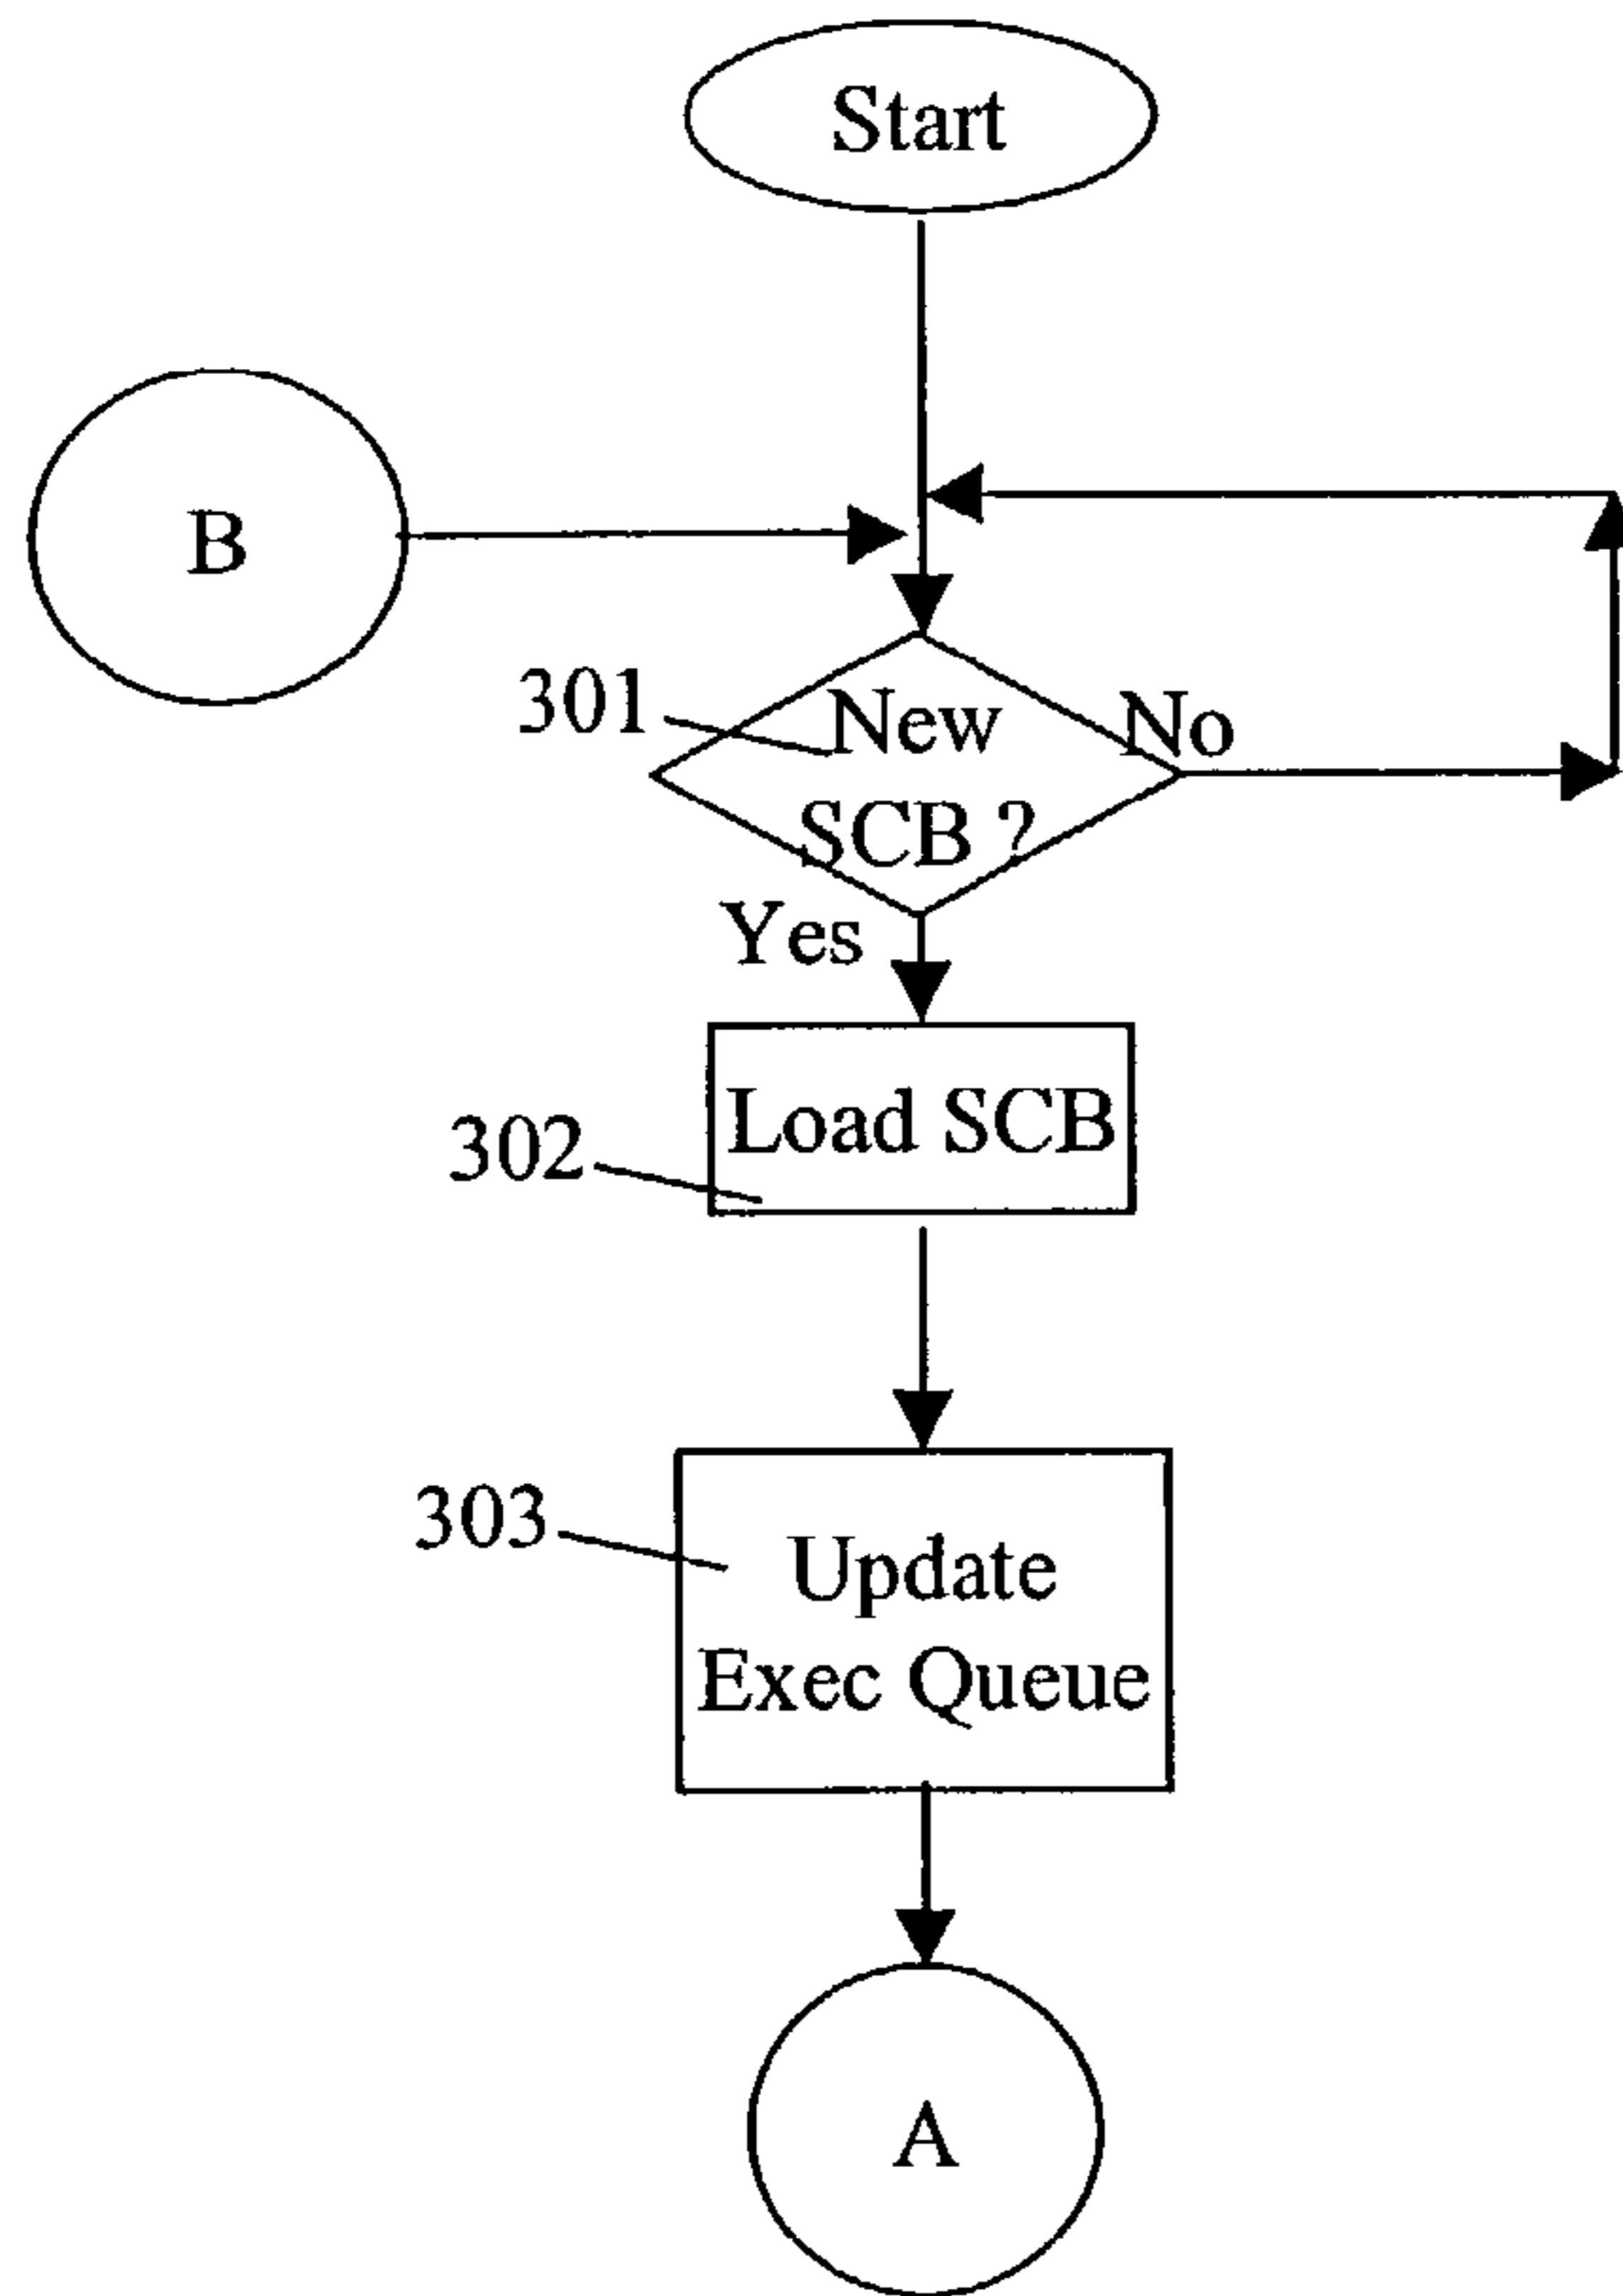 Start
B
301
New
SCB ?
No
Yes
Load SCB
302
303
Update
Exec Queue
A